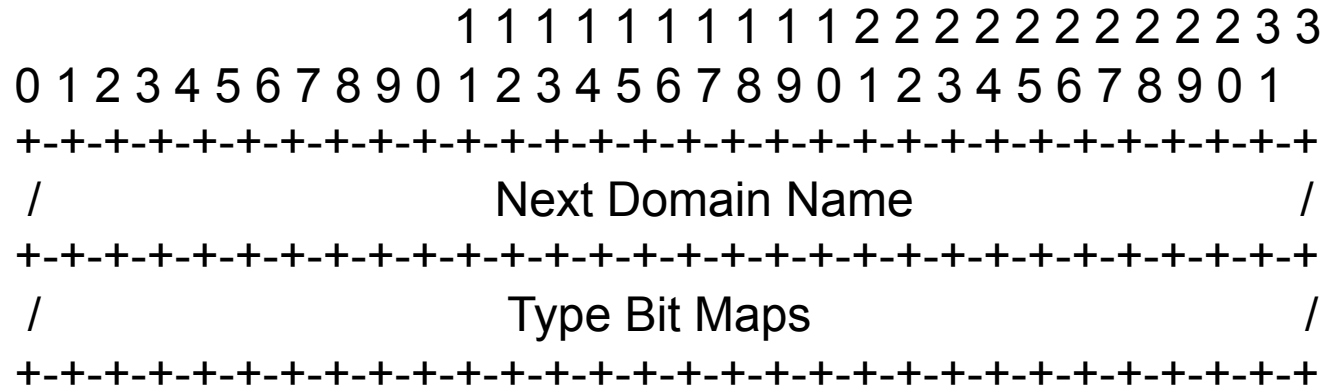 1 1 1 1 1 1 1 1 1 1 2 2 2 2 2 2 2 2 2 2 3 3
0 1 2 3 4 5 6 7 8 9 0 1 2 3 4 5 6 7 8 9 0 1 2 3 4 5 6 7 8 9 0 1
+-+-+-+-+-+-+-+-+-+-+-+-+-+-+-+-+-+-+-+-+-+-+-+-+-+-+-+-+-+
/ Next Domain Name /
+-+-+-+-+-+-+-+-+-+-+-+-+-+-+-+-+-+-+-+-+-+-+-+-+-+-+-+-+-+
/ Type Bit Maps /
+-+-+-+-+-+-+-+-+-+-+-+-+-+-+-+-+-+-+-+-+-+-+-+-+-+-+-+-+-+